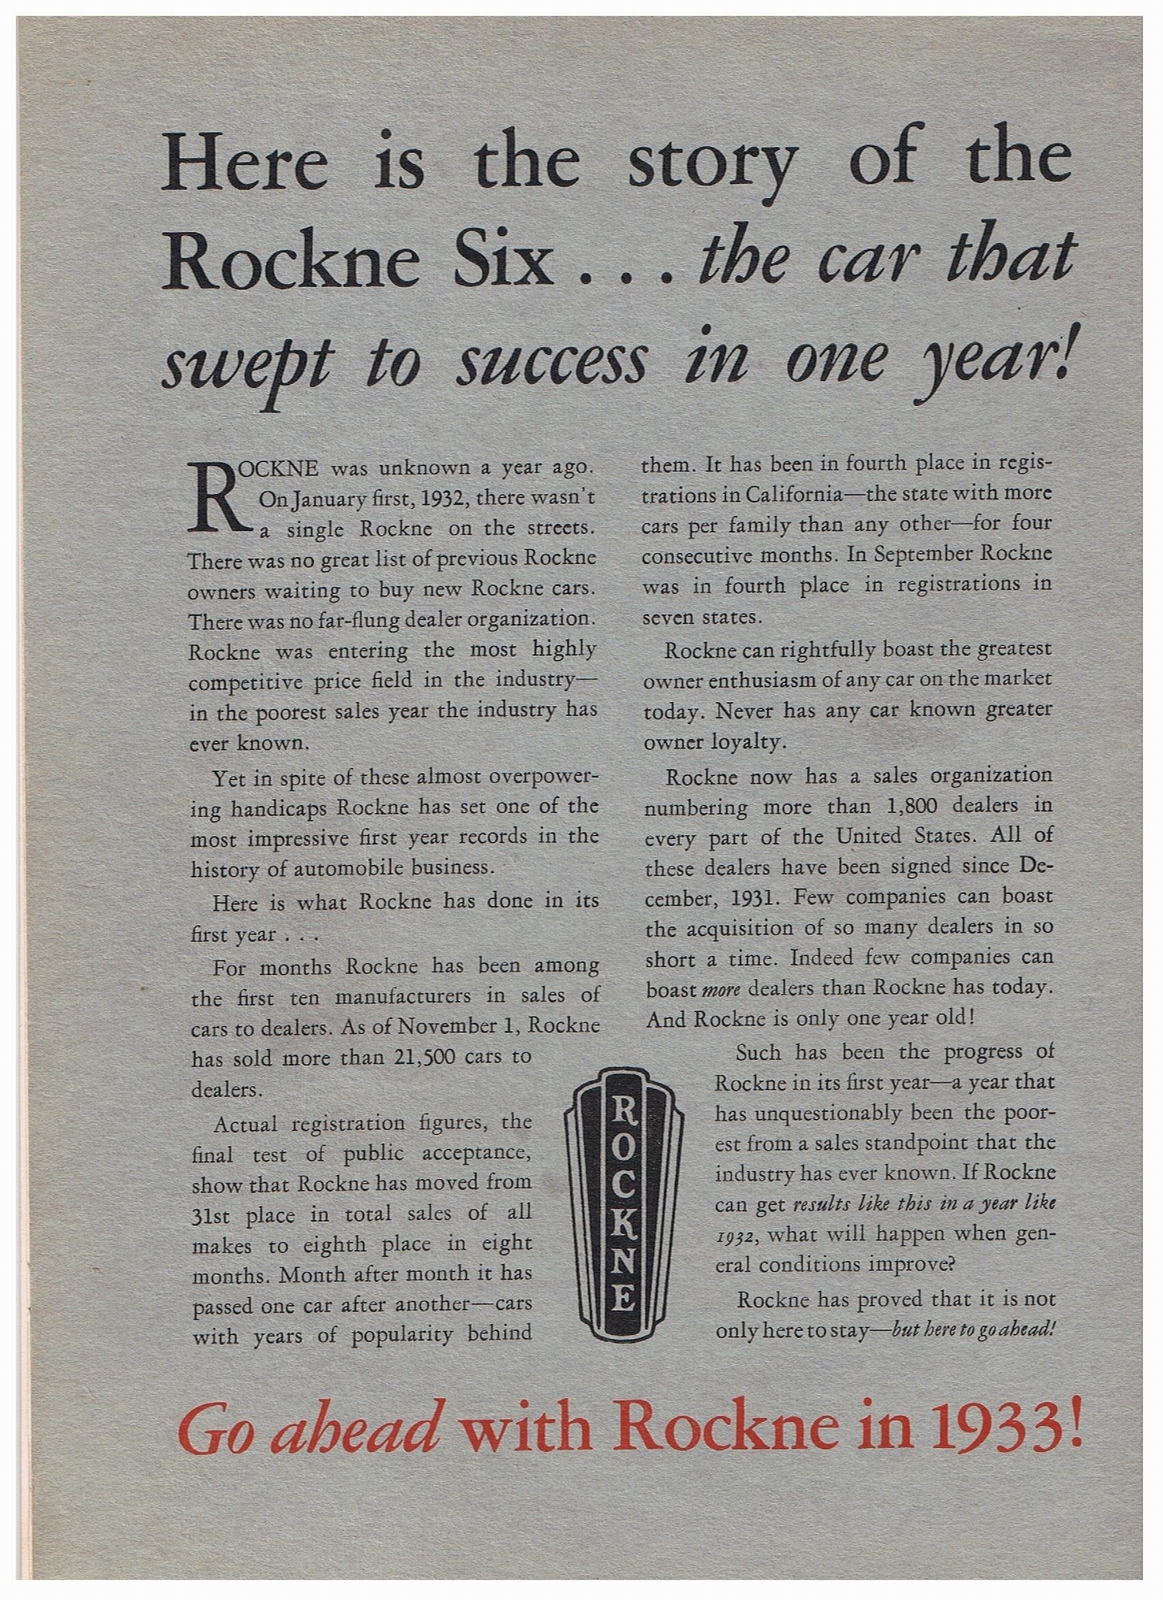 Here is the story of the
Rockne Six . . . the car that
swept to success in one year!
ROCKNE was unknown a year ago.
On January first, 1932, there wasn't
a single Rockne on the streets.
There was no great list of previous Rockne
owners waiting to buy new Rockne cars.
There was no far-flung dealer organization.
Rockne was entering the most highly
competitive price field in the industry—
in the poorest sales year the industry has
ever known.
Yet in spite of these almost overpower-
ing handicaps Rockne has set one of the
most impressive first year records in the
history of automobile business.
Here is what Rockne has done in its
first year . . .
For months Rockne has been among
the first ten manufacturers in sales of
cars to dealers. As of November 1, Rockne
has sold more than 21,500 cars to
dealers.
Actual registration figures, the
final test of public acceptance,
show that Rockne has moved from
31st place in total sales of all
makes to eighth place in eight
months. Month after month it has
passed one car after another—cars
with years of popularity behind
them. It has been in fourth place in regis-
trations in California—the state with more
cars per family than any other—for four
consecutive months. In September Rockne
was in fourth place in registrations in
seven states.
Rockne can rightfully boast the greatest
owner enthusiasm of any car on the market
today. Never has any car known greater
owner loyalty.
Rockne now has a sales organization
numbering more than 1,800 dealers in
every part of the United States. All of
these dealers have been signed since De-
cember, 1931. Few companies can boast
the acquisition of so many dealers in so
short a time. Indeed few companies can
boast more dealers than Rockne has today.
And Rockne is only one year old!
Such has been the progress of
Rockne in its first year—a year that
has unquestionably been the poor-
est from a sales standpoint that the
industry has ever known. If Rockne
can get results like this in a year like
1932, what will happen when gen-
eral conditions improve?
Rockne has proved that it is not
only here to stay—but here to go ahead!
ROCKNE
Go ahead with Rockne in 1933!